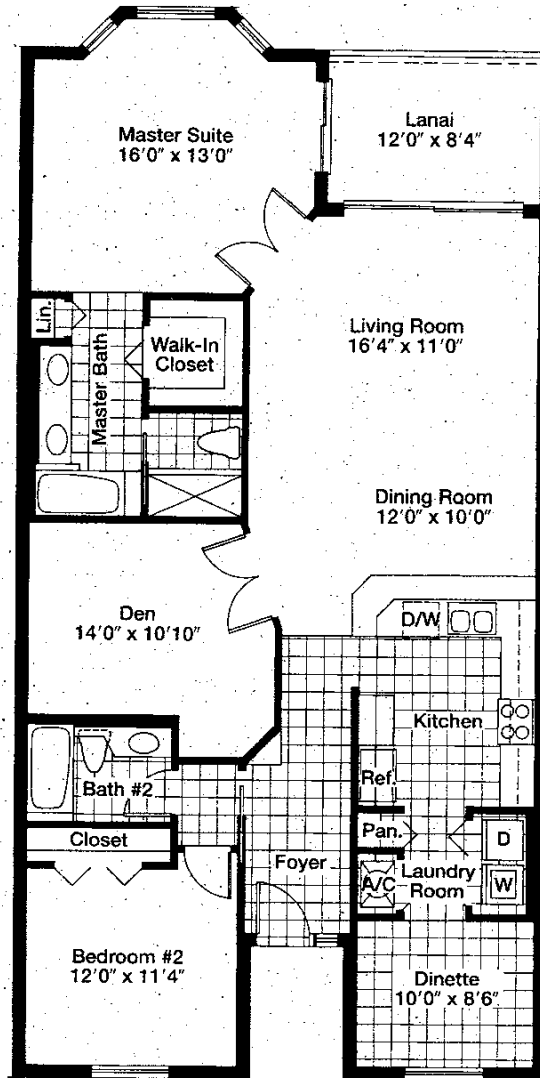 Master Suite
16'0" x 13'0"
Lanai
12'0" x 8'4"
Lin.
Master Bath
Walk-In
Closet
Living Room
16'4" x 11'0"
Dining Room
12'0" x 10'0"
Den
14'0" x 10'10"
D/W
Kitchen
Ref.
Bath #2
Closet
Pan.
D
Foyer
A/C
Laundry
Room
W
Bedroom #2
12'0" x 11'4"
Dinette
10'0" x 8'6"